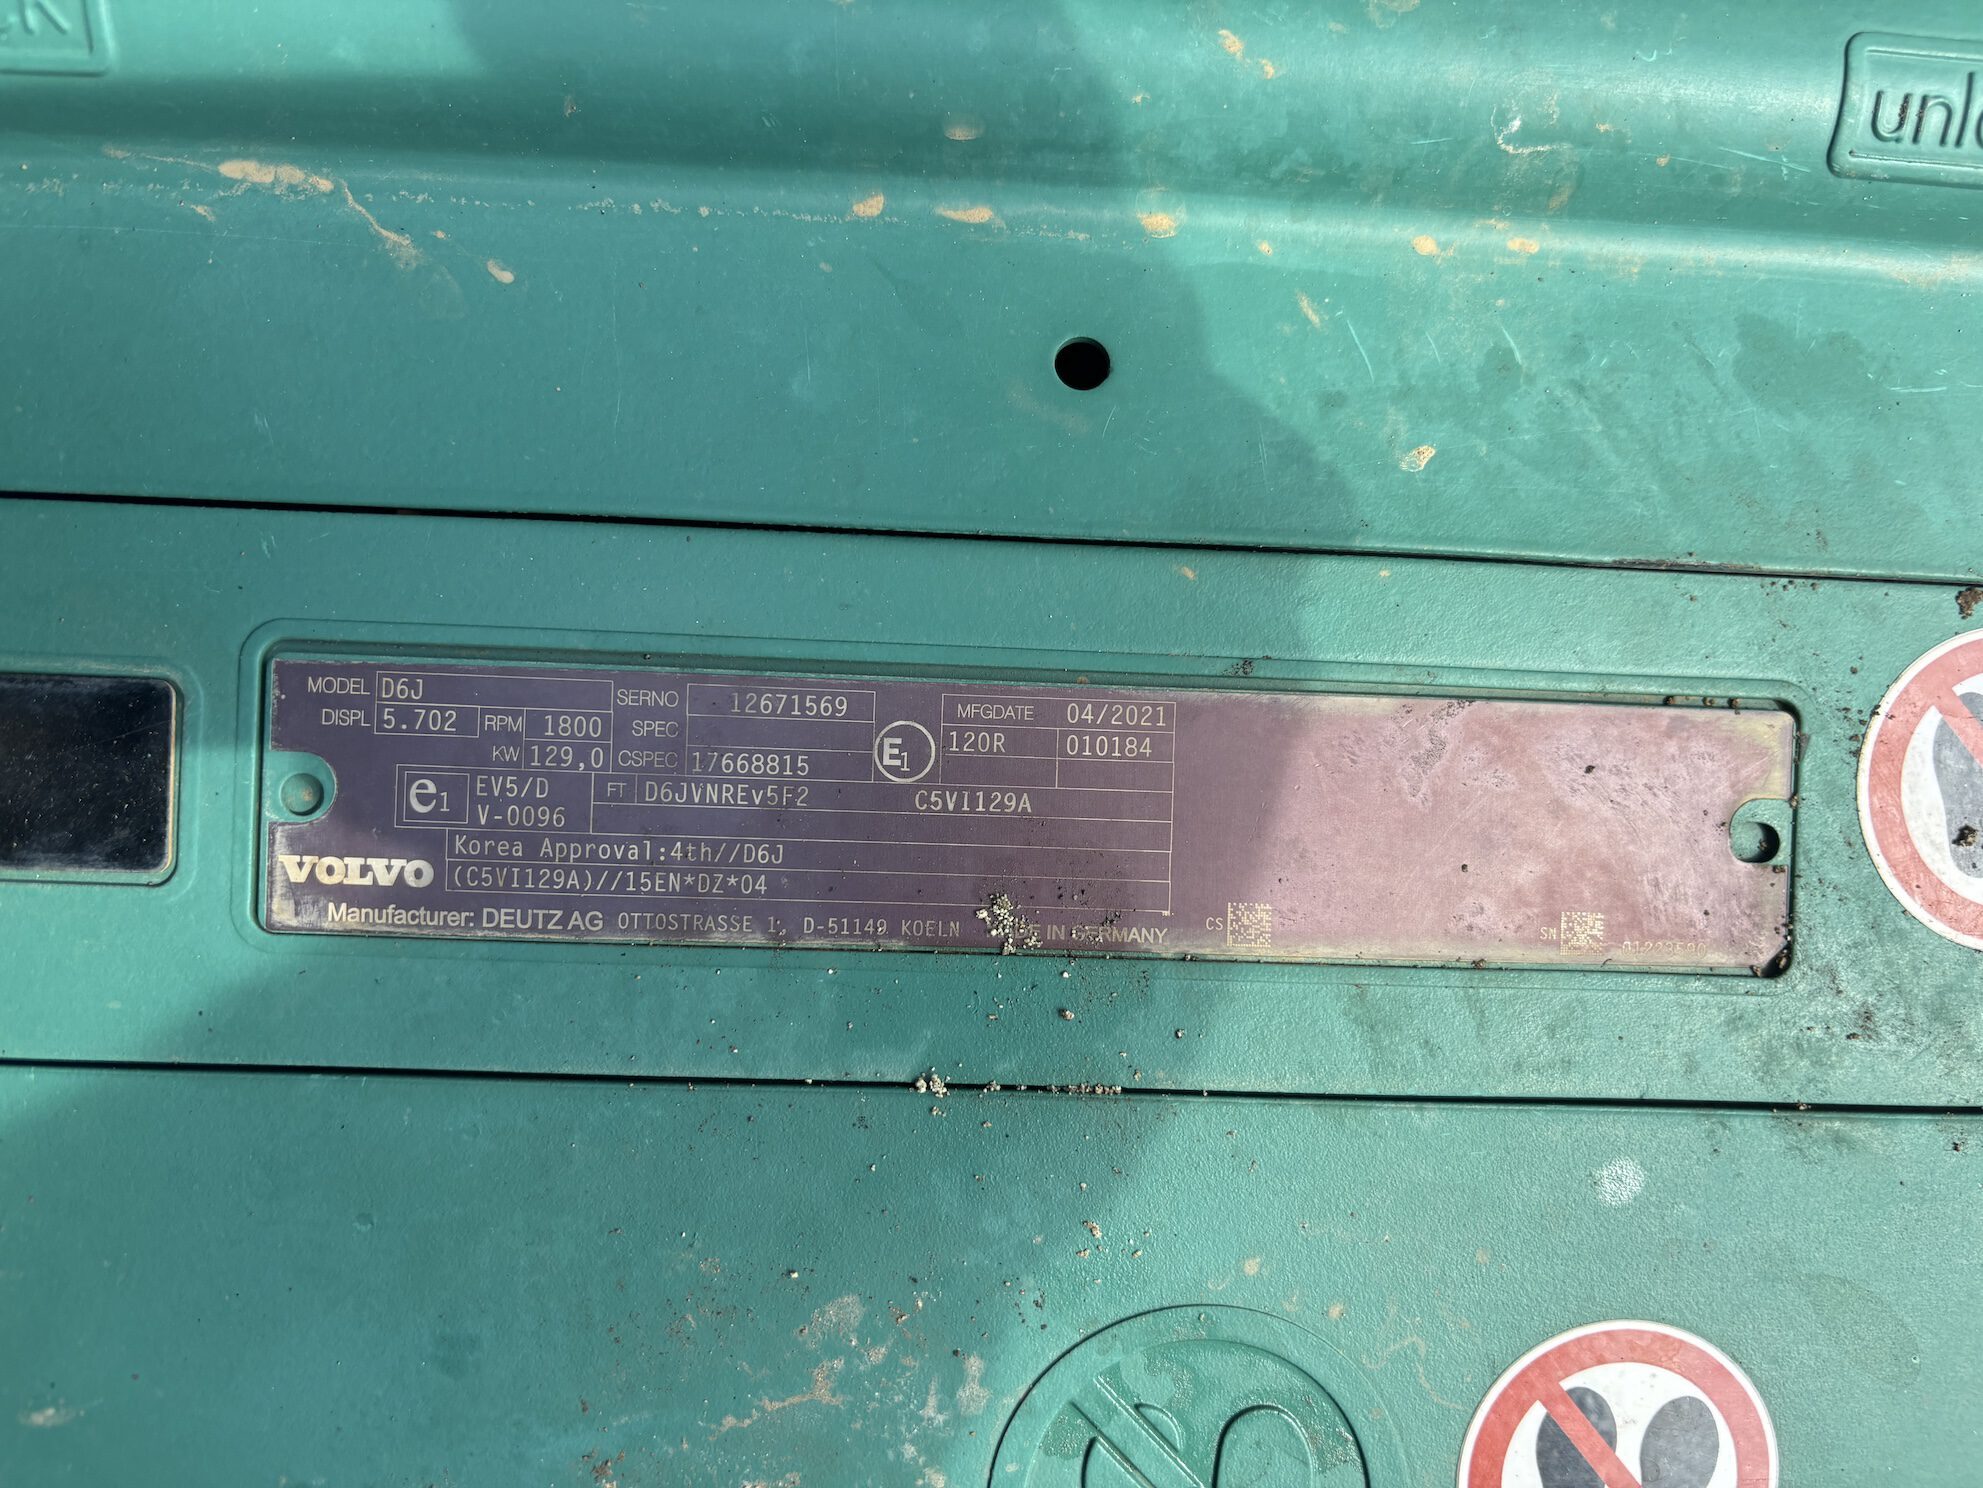 MODEL D6J SERNO 12671569 MFGDATE 04/2021
DISPL 5.702 RPM 1800 SPEC 120R 010184
KW 129,0 CSPEC 17668815 E1
e1 EV5/D FT D6JVNREv5F2 C5VI129A
V-0096
Korea Approval:4th//D6J
VOLVO (C5VI129A)//15EN*DZ*04
Manufacturer: DEUTZ AG OTTOSTRASSE 1, D-51149 KOELN IN GERMANY CS SN